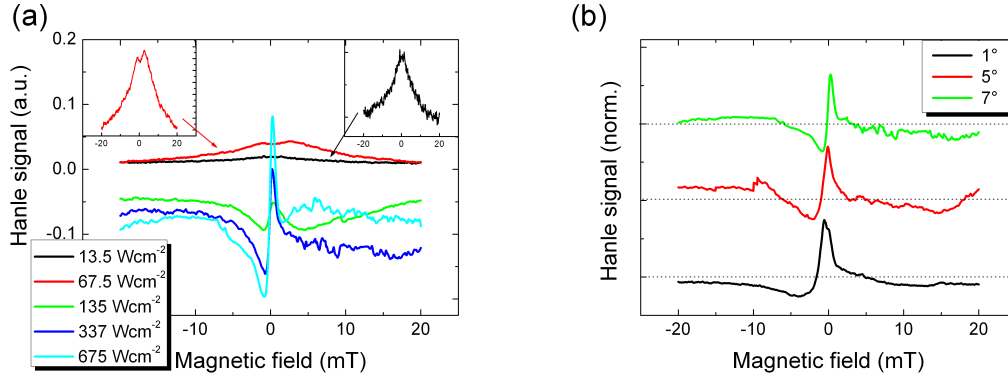 (a)
(b)
0.2
0.1
0.0
-0.1
Hanle signal (a.u.)
-20 0 20
-20 0 20
13.5 Wcm-2
67.5 Wcm-2
135 Wcm-2
337 Wcm-2
675 Wcm-2
-10 0 10 20
Magnetic field (mT)
Hanle signal (norm.)
1°
5°
7°
-20 -10 0 10 20
Magnetic field (mT)